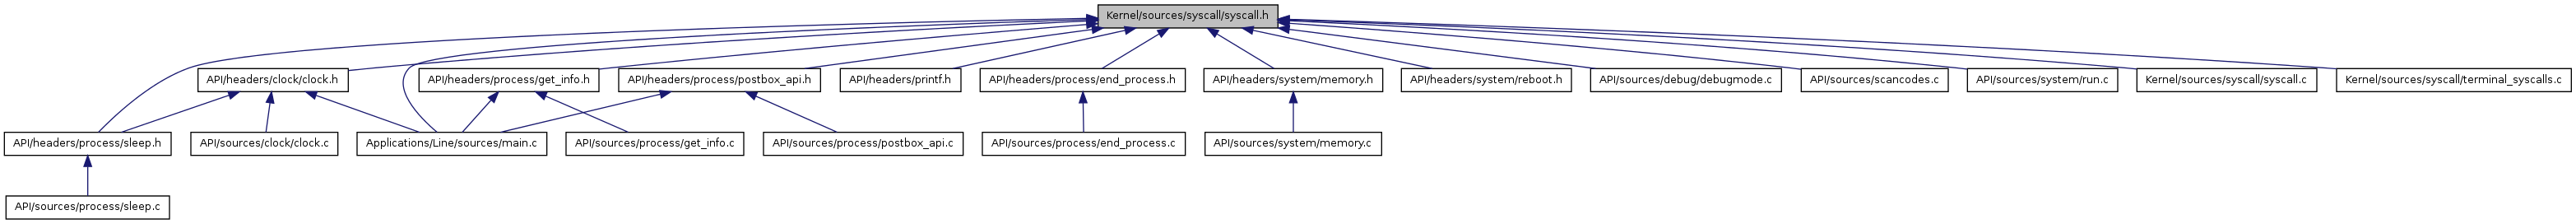 Kernel/sources/syscall/syscall.h
API/headers/clock/clock.h
API/headers/process/get_info.h
API/headers/process/postbox_api.h
API/headers/printf.h
API/headers/process/end_process.h
API/headers/system/memory.h
API/headers/system/reboot.h
API/sources/debug/debugmode.c
API/sources/scancodes.c
API/sources/system/run.c
Kernel/sources/syscall/syscall.c
Kernel/sources/syscall/terminal_syscalls.c
API/headers/process/sleep.h
API/sources/clock/clock.c
Applications/Line/sources/main.c
API/sources/process/get_info.c
API/sources/process/postbox_api.c
API/sources/process/end_process.c
API/sources/system/memory.c
API/sources/process/sleep.c